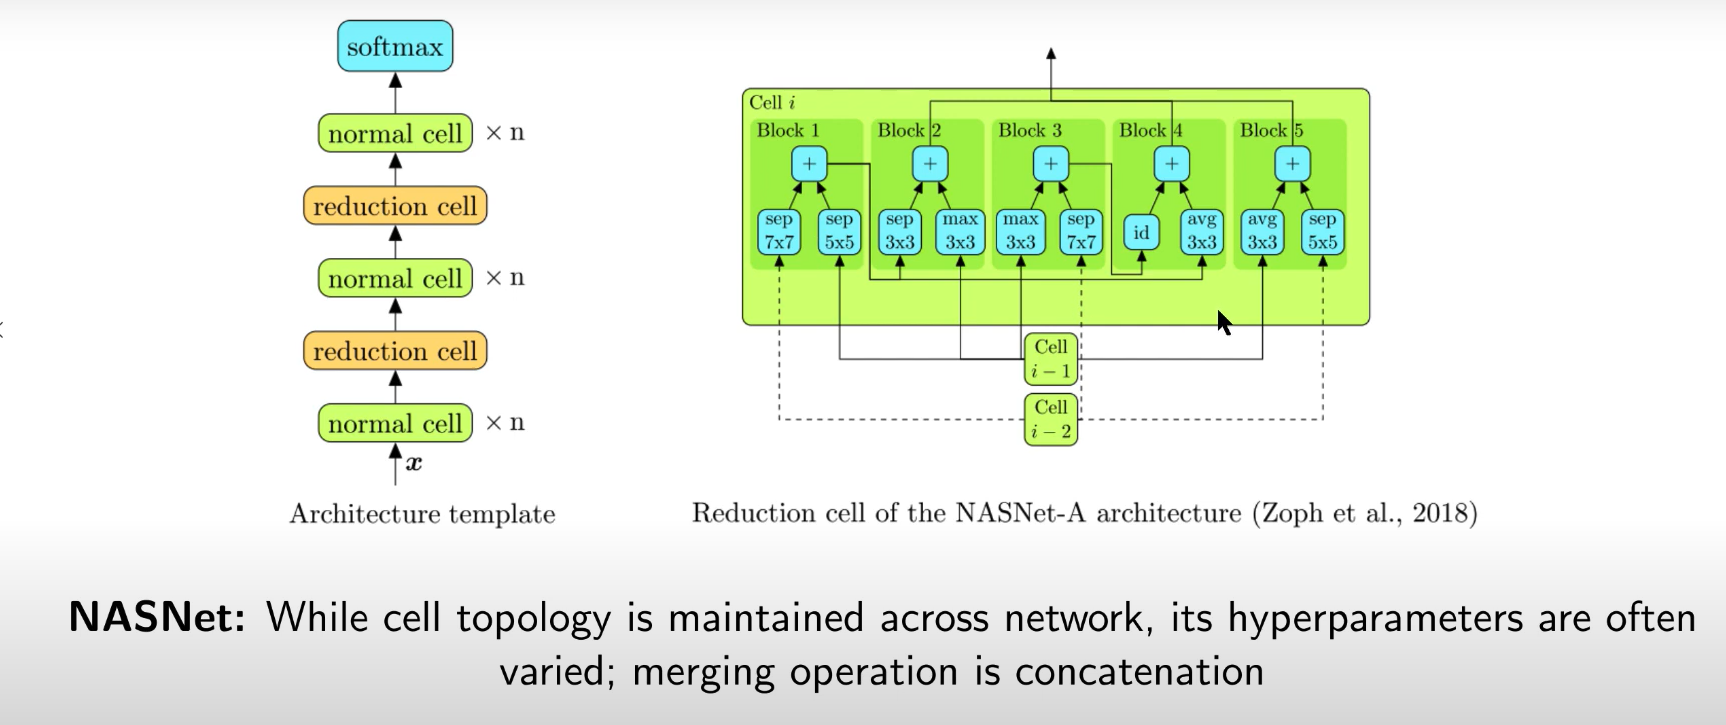 softmax
normal cell × n
reduction cell
normal cell × n
reduction cell
normal cell × n
x
Architecture template
Cell i
Block 1
Block 2
Block 3
Block 4
Block 5
+
+
+
+
+
sep
7x7
sep
5x5
sep
3x3
max
3x3
max
3x3
sep
7x7
id
avg
3x3
avg
3x3
sep
5x5
Cell
i − 1
Cell
i − 2
Reduction cell of the NASNet-A architecture (Zoph et al., 2018)
NASNet: While cell topology is maintained across network, its hyperparameters are often
varied; merging operation is concatenation